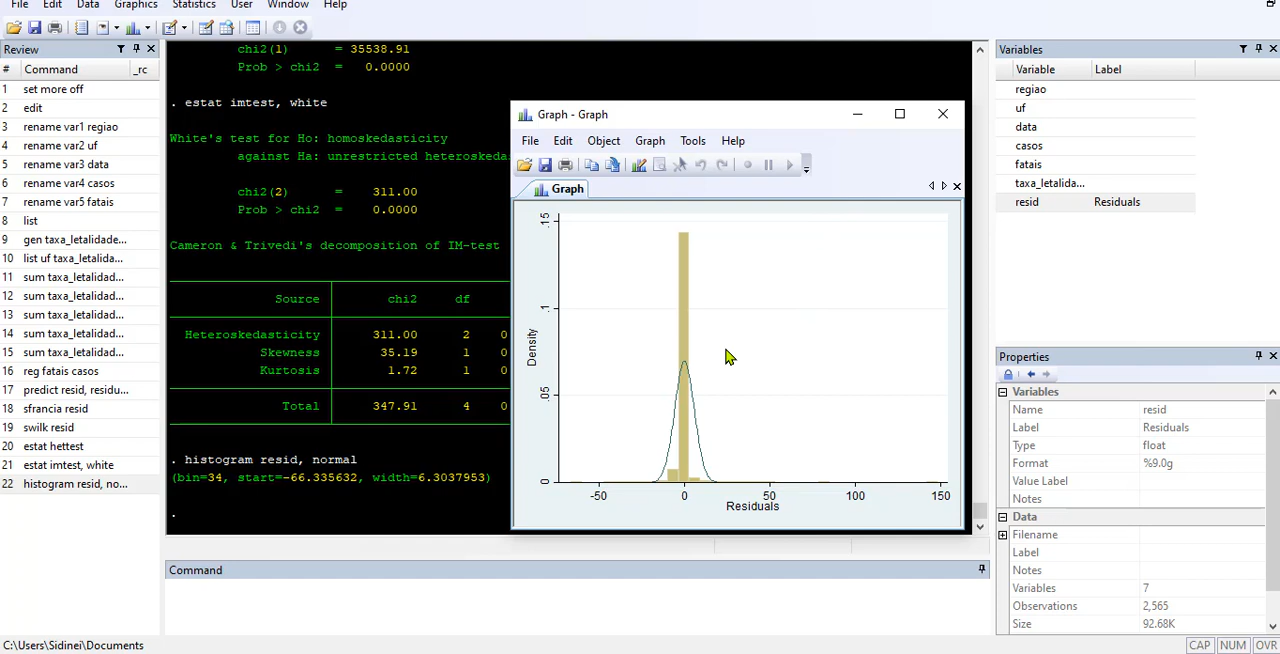 File Edit Data Graphics Statistics User Window Help
Review
# Command _rc
1 set more off
2 edit
3 rename var1 regiao
4 rename var2 uf
5 rename var3 data
6 rename var4 casos
7 rename var5 fatais
8 list
9 gen taxa_letalidade...
10 list uf taxa_letalida...
11 sum taxa_letalidad...
12 sum taxa_letalidad...
13 sum taxa_letalidad...
14 sum taxa_letalidad...
15 sum taxa_letalidad...
16 reg fatais casos
17 predict resid, residu...
18 sfrancia resid
19 swilk resid
20 estat hettest
21 estat imtest, white
22 histogram resid, no...
chi2(1) = 35538.91
Prob > chi2 = 0.0000
. estat imtest, white
White's test for Ho: homoskedasticity
against Ha: unrestricted heteroskeda
chi2(2) = 311.00
Prob > chi2 = 0.0000
Cameron & Trivedi's decomposition of IM-test
Source chi2 df
Heteroskedasticity 311.00 2 0
Skewness 35.19 1 0
Kurtosis 1.72 1 0
Total 347.91 4 0
. histogram resid, normal
(bin=34, start=-66.335632, width=6.3037953)
.
Graph - Graph
File Edit Object Graph Tools Help
Graph
.15
.1
.05
0
Density
-50 0 50 100 150
Residuals
Command
Variables
Variable Label
regiao
uf
data
casos
fatais
taxa_letalida...
resid Residuals
Properties
Variables
Name resid
Label Residuals
Type float
Format %9.0g
Value Label
Notes
Data
Filename
Label
Notes
Variables 7
Observations 2,565
Size 92.68K
C:\Users\Sidinei\Documents
CAP NUM OVR